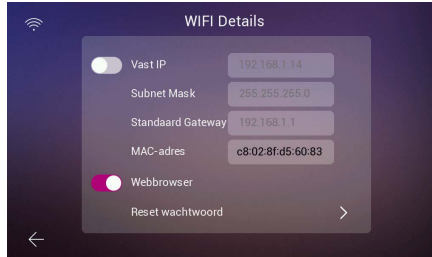 WIFI Details
Vast IP 192.168.1.14
Subnet Mask 255.255.255.0
Standaard Gateway 192.168.1.1
MAC-adres c8:02:8f:d5:60:83
Webbrowser
Reset wachtwoord